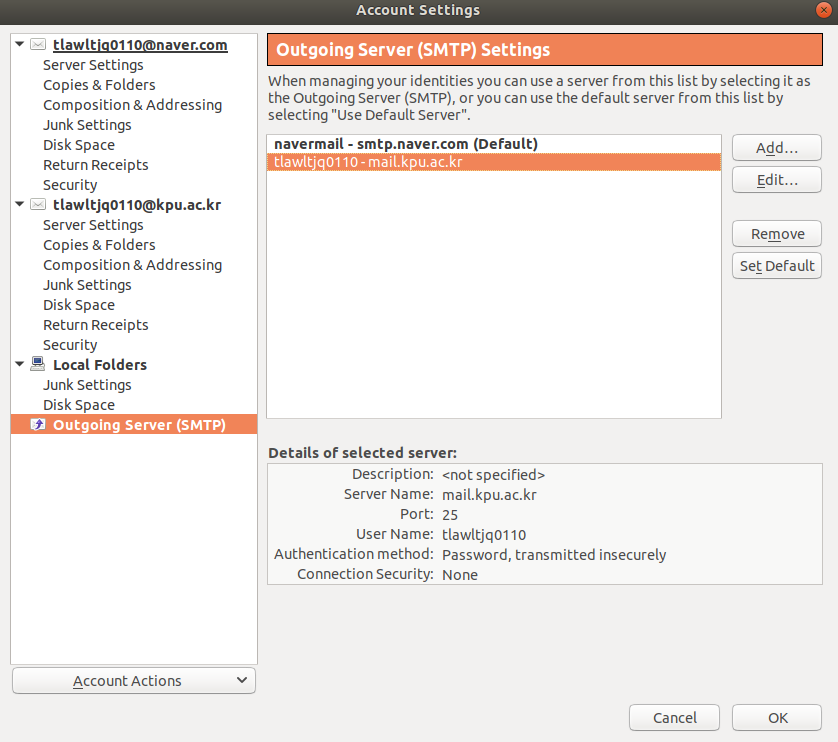 Account Settings
tlawltjq0110@naver.com
Server Settings
Copies & Folders
Composition & Addressing
Junk Settings
Disk Space
Return Receipts
Security
tlawltjq0110@kpu.ac.kr
Server Settings
Copies & Folders
Composition & Addressing
Junk Settings
Disk Space
Return Receipts
Security
Local Folders
Junk Settings
Disk Space
Outgoing Server (SMTP)
Account Actions
Outgoing Server (SMTP) Settings
When managing your identities you can use a server from this list by selecting it as
the Outgoing Server (SMTP), or you can use the default server from this list by
selecting "Use Default Server".
navermail - smtp.naver.com (Default)
tlawltjq0110 - mail.kpu.ac.kr
Add...
Edit...
Remove
Set Default
Details of selected server:
Description: <not specified>
Server Name: mail.kpu.ac.kr
Port: 25
User Name: tlawltjq0110
Authentication method: Password, transmitted insecurely
Connection Security: None
Cancel
OK